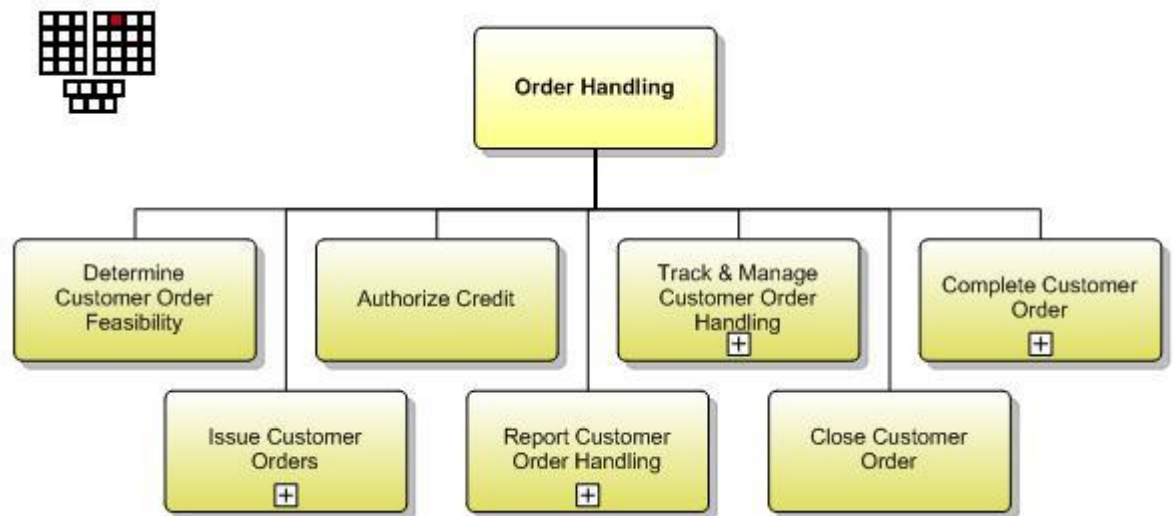 Order Handling
Determine
Customer Order
Feasibility
Authorize Credit
Track & Manage
Customer Order
Handling
Complete Customer
Order
Issue Customer
Orders
Report Customer
Order Handling
Close Customer
Order